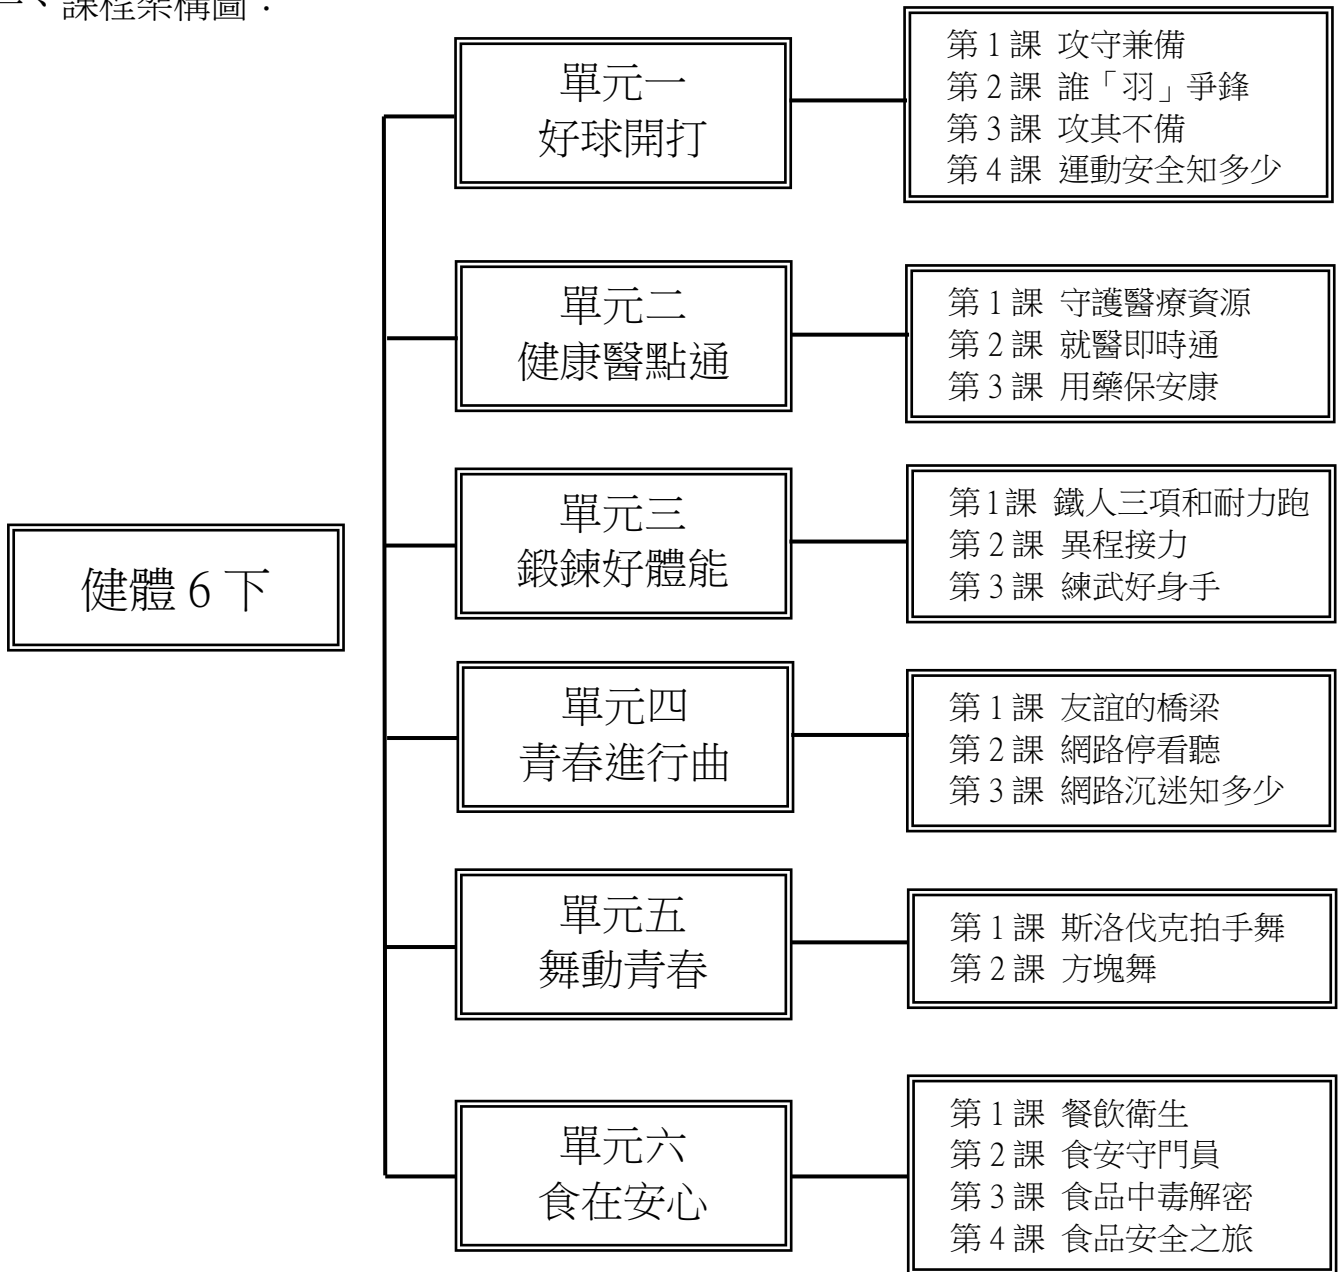 、課程架構圖：
健體 6 下
單元一
好球開打
第 1 課 攻守兼備
第 2 課 誰「羽」爭鋒
第 3 課 攻其不備
第 4 課 運動安全知多少
單元二
健康醫點通
第 1 課 守護醫療資源
第 2 課 就醫即時通
第 3 課 用藥保安康
單元三
鍛鍊好體能
第 1 課 鐵人三項和耐力跑
第 2 課 異程接力
第 3 課 練武好身手
單元四
青春進行曲
第 1 課 友誼的橋梁
第 2 課 網路停看聽
第 3 課 網路沉迷知多少
單元五
舞動青春
第 1 課 斯洛伐克拍手舞
第 2 課 方塊舞
單元六
食在安心
第 1 課 餐飲衛生
第 2 課 食安守門員
第 3 課 食品中毒解密
第 4 課 食品安全之旅